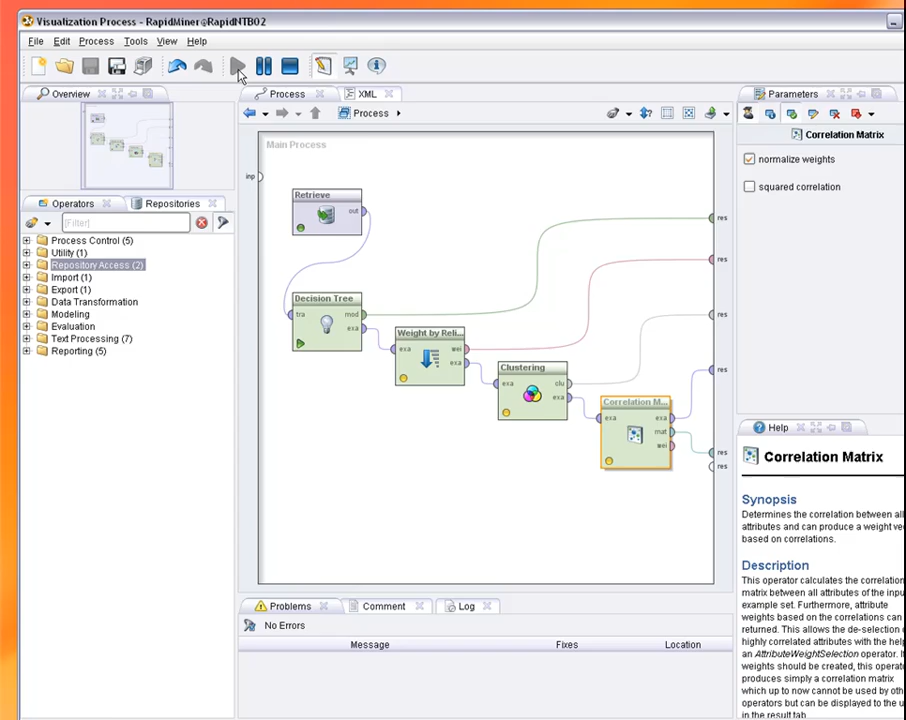 Visualization Process - RapidMiner@RapidNTB02
File Edit Process Tools View Help
Overview
Process
XML
Parameters
Process
Correlation Matrix
normalize weights
squared correlation
Main Process
inp
Retrieve
out
res
res
Operators
Repositories
[Filter]
Process Control (5)
Utility (1)
Repository Access (2)
Import (1)
Export (1)
Data Transformation
Modeling
Evaluation
Text Processing (7)
Reporting (5)
Decision Tree
tra
mod
exa
res
Weight by Reli...
exa
wei
exa
Clustering
exa
clu
exa
res
Correlation M...
exa
exa
mat
wei
res
res
Help
Correlation Matrix
Synopsis
Determines the correlation between all
attributes and can produce a weight ve
based on correlations.
Description
This operator calculates the correlation
matrix between all attributes of the inpu
example set. Furthermore, attribute
weights based on the correlations can
returned. This allows the de-selection o
highly correlated attributes with the help
an AttributeWeightSelection operator. If
weights should be created, this operat
produces simply a correlation matrix
which up to now cannot be used by oth
operators but can be displayed to the u
in the result tab.
Problems
Comment
Log
No Errors
Message Fixes Location